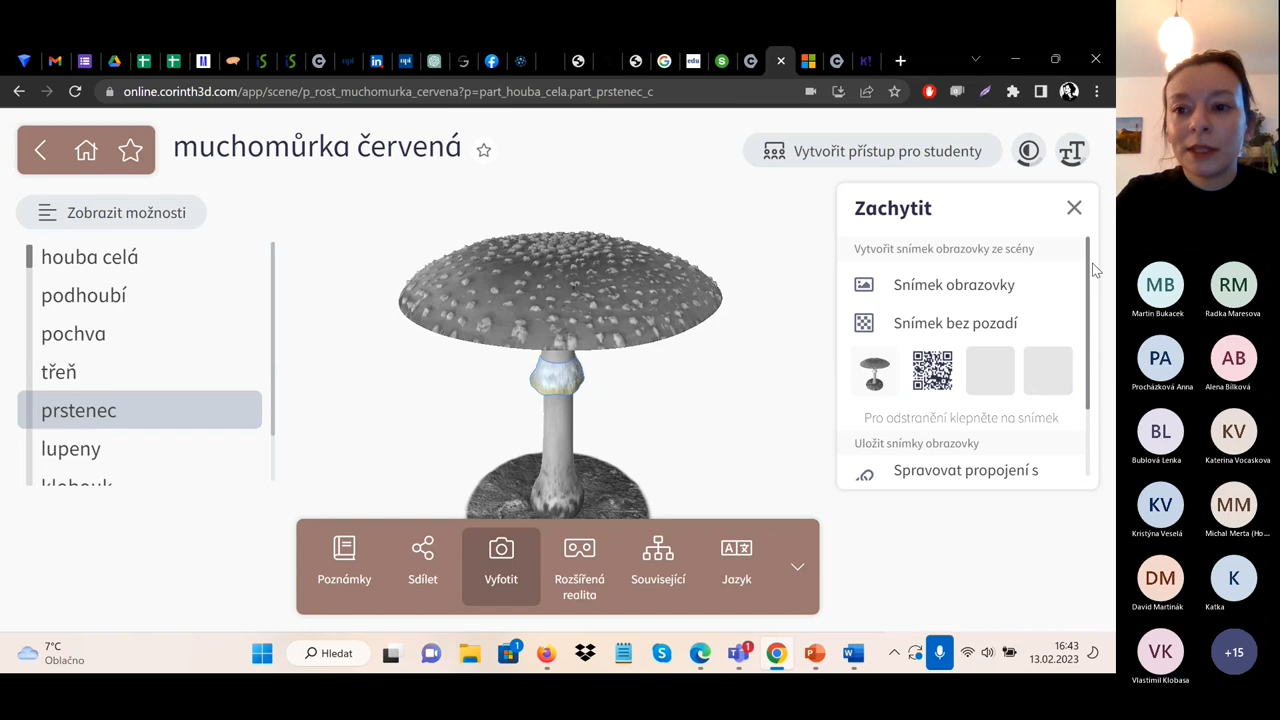 online.corinth3d.com/app/scene/p_rost_muchomurka_cervena?p=part_houba_cela.part_prstenec_c
muchomůrka červená
Vytvořit přístup pro studenty
Zobrazit možnosti
houba celá
podhoubí
pochva
třeň
prstenec
lupeny
klobouk
Zachytit
Vytvořit snímek obrazovky ze scény
Snímek obrazovky
Snímek bez pozadí
Pro odstranění klepněte na snímek
Uložit snímky obrazovky
Spravovat propojení s
Poznámky
Sdílet
Vyfotit
Rozšířená
realita
Související
Jazyk
7°C
Oblačno
Hledat
16:43
13.02.2023
MB
Martin Bukacek
RM
Radka Maresova
PA
Procházková Anna
AB
Alena Bílková
BL
Bublová Lenka
KV
Katerina Vocaskova
KV
Kristýna Veselá
MM
Michal Merta (Ho...
DM
David Martinák
K
Katka
VK
Vlastimil Klobasa
+15